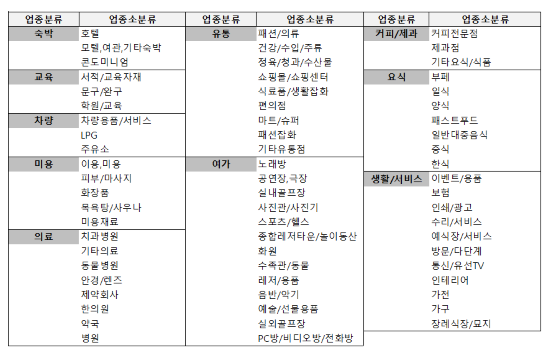 업종분류 업종소분류 업종분류 업종소분류 업종분류 업종소분류
숙박 호텔 유통 패션/의류 커피/제과 커피전문점
모텔,여관,기타숙박 건강/수입/주류 제과점
콘도미니엄 정육/청과/수산물 기타요식/식품
교육 서적/교육자재 쇼핑몰/쇼핑센터 요식 부페
문구/완구 식료품/생활잡화 일식
학원/교육 편의점 양식
차량 차량용품/서비스 마트/슈퍼 패스트푸드
LPG 패션잡화 일반대중음식
주유소 기타유통점 중식
미용 이용,미용 여가 노래방 한식
피부/마사지 공연장,극장 생활/서비스 이벤트/용품
화장품 실내골프장 보험
목욕탕/사우나 사진관/사진기 인쇄/광고
미용재료 스포츠/헬스 수리/서비스
의료 치과병원 종합레저타운/놀이동산 예식장/서비스
기타의료 화원 방문/다단계
동물병원 수족관/동물 통신/유선TV
안경/렌즈 레저/용품 인테리어
제약회사 음반/악기 가전
한의원 예술/선물용품 가구
약국 실외골프장 장례식장/묘지
병원 PC방/비디오방/전화방